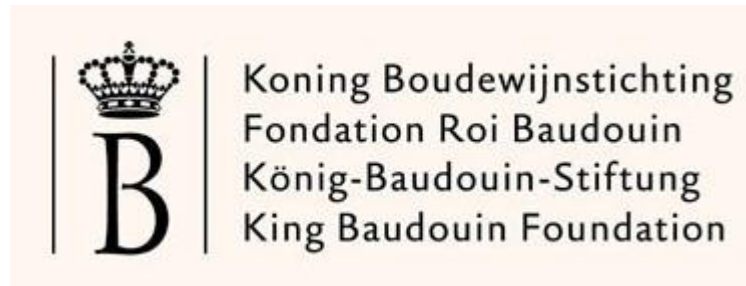 B
Koning Boudewijnstichting
Fondation Roi Baudouin
König-Baudouin-Stiftung
King Baudouin Foundation